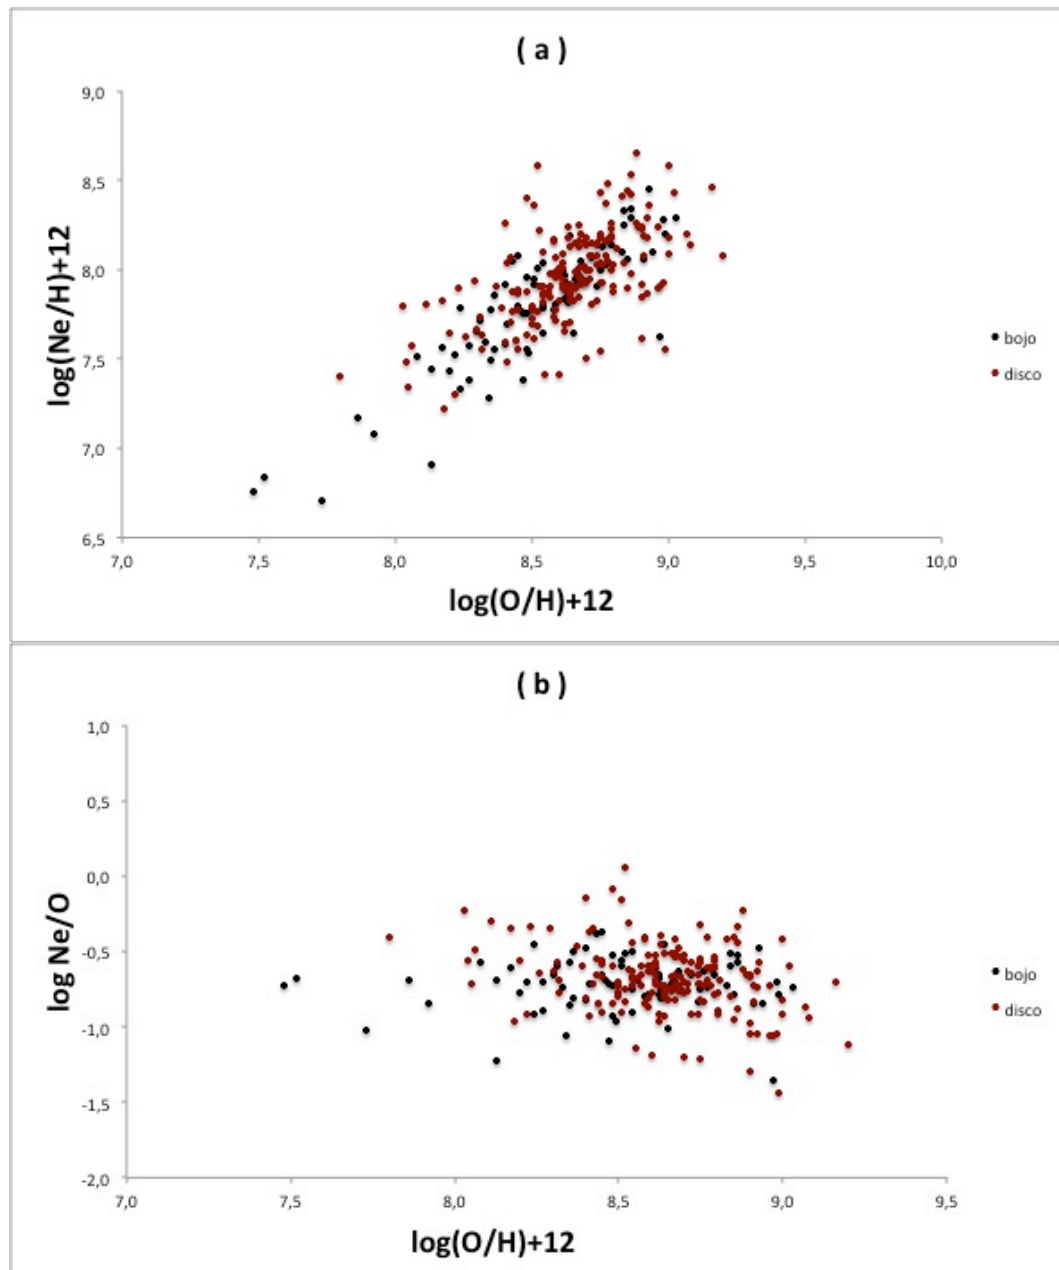 ( a )
log(Ne/H)+12
9,0
8,5
8,0
7,5
7,0
6,5
7,0 7,5 8,0 8,5 9,0 9,5 10,0
log(O/H)+12
bojo
disco
( b )
log Ne/O
1,0
0,5
0,0
-0,5
-1,0
-1,5
-2,0
7,0 7,5 8,0 8,5 9,0 9,5
log(O/H)+12
bojo
disco